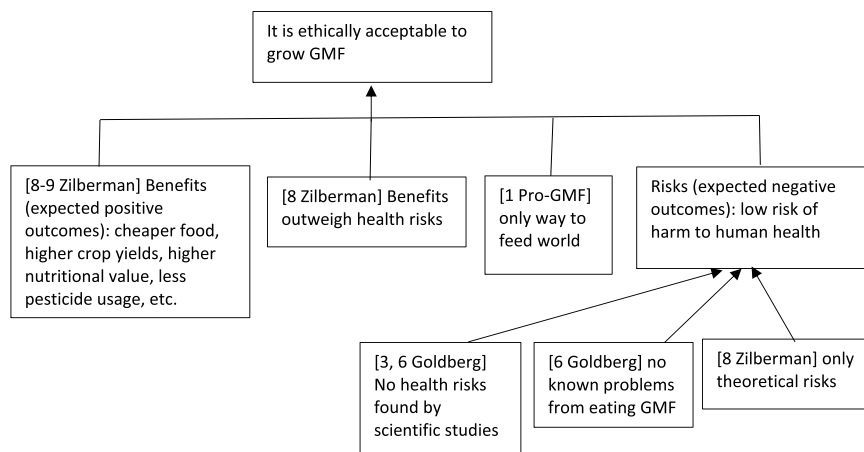 It is ethically acceptable to
grow GMF
[8-9 Zilberman] Benefits
(expected positive
outcomes): cheaper food,
higher crop yields, higher
nutritional value, less
pesticide usage, etc.
[8 Zilberman] Benefits
outweigh health risks
[1 Pro-GMF]
only way to
feed world
Risks (expected negative
outcomes): low risk of
harm to human health
[3, 6 Goldberg]
No health risks
found by
scientific studies
[6 Goldberg] no
known problems
from eating GMF
[8 Zilberman] only
theoretical risks